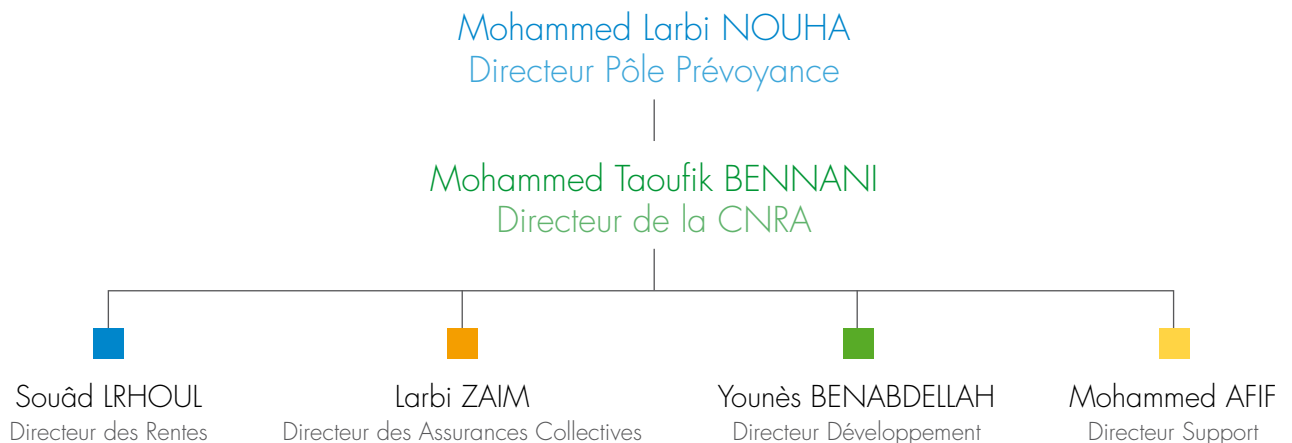 Mohammed Larbi NOUHA
Directeur Pôle Prévoyance
Mohammed Taoufik BENNANI
Directeur de la CNRA
Souâd LRHOUL
Directeur des Rentes
Larbi ZAIM
Directeur des Assurances Collectives
Younès BENABDELLAH
Directeur Développement
Mohammed AFIF
Directeur Support